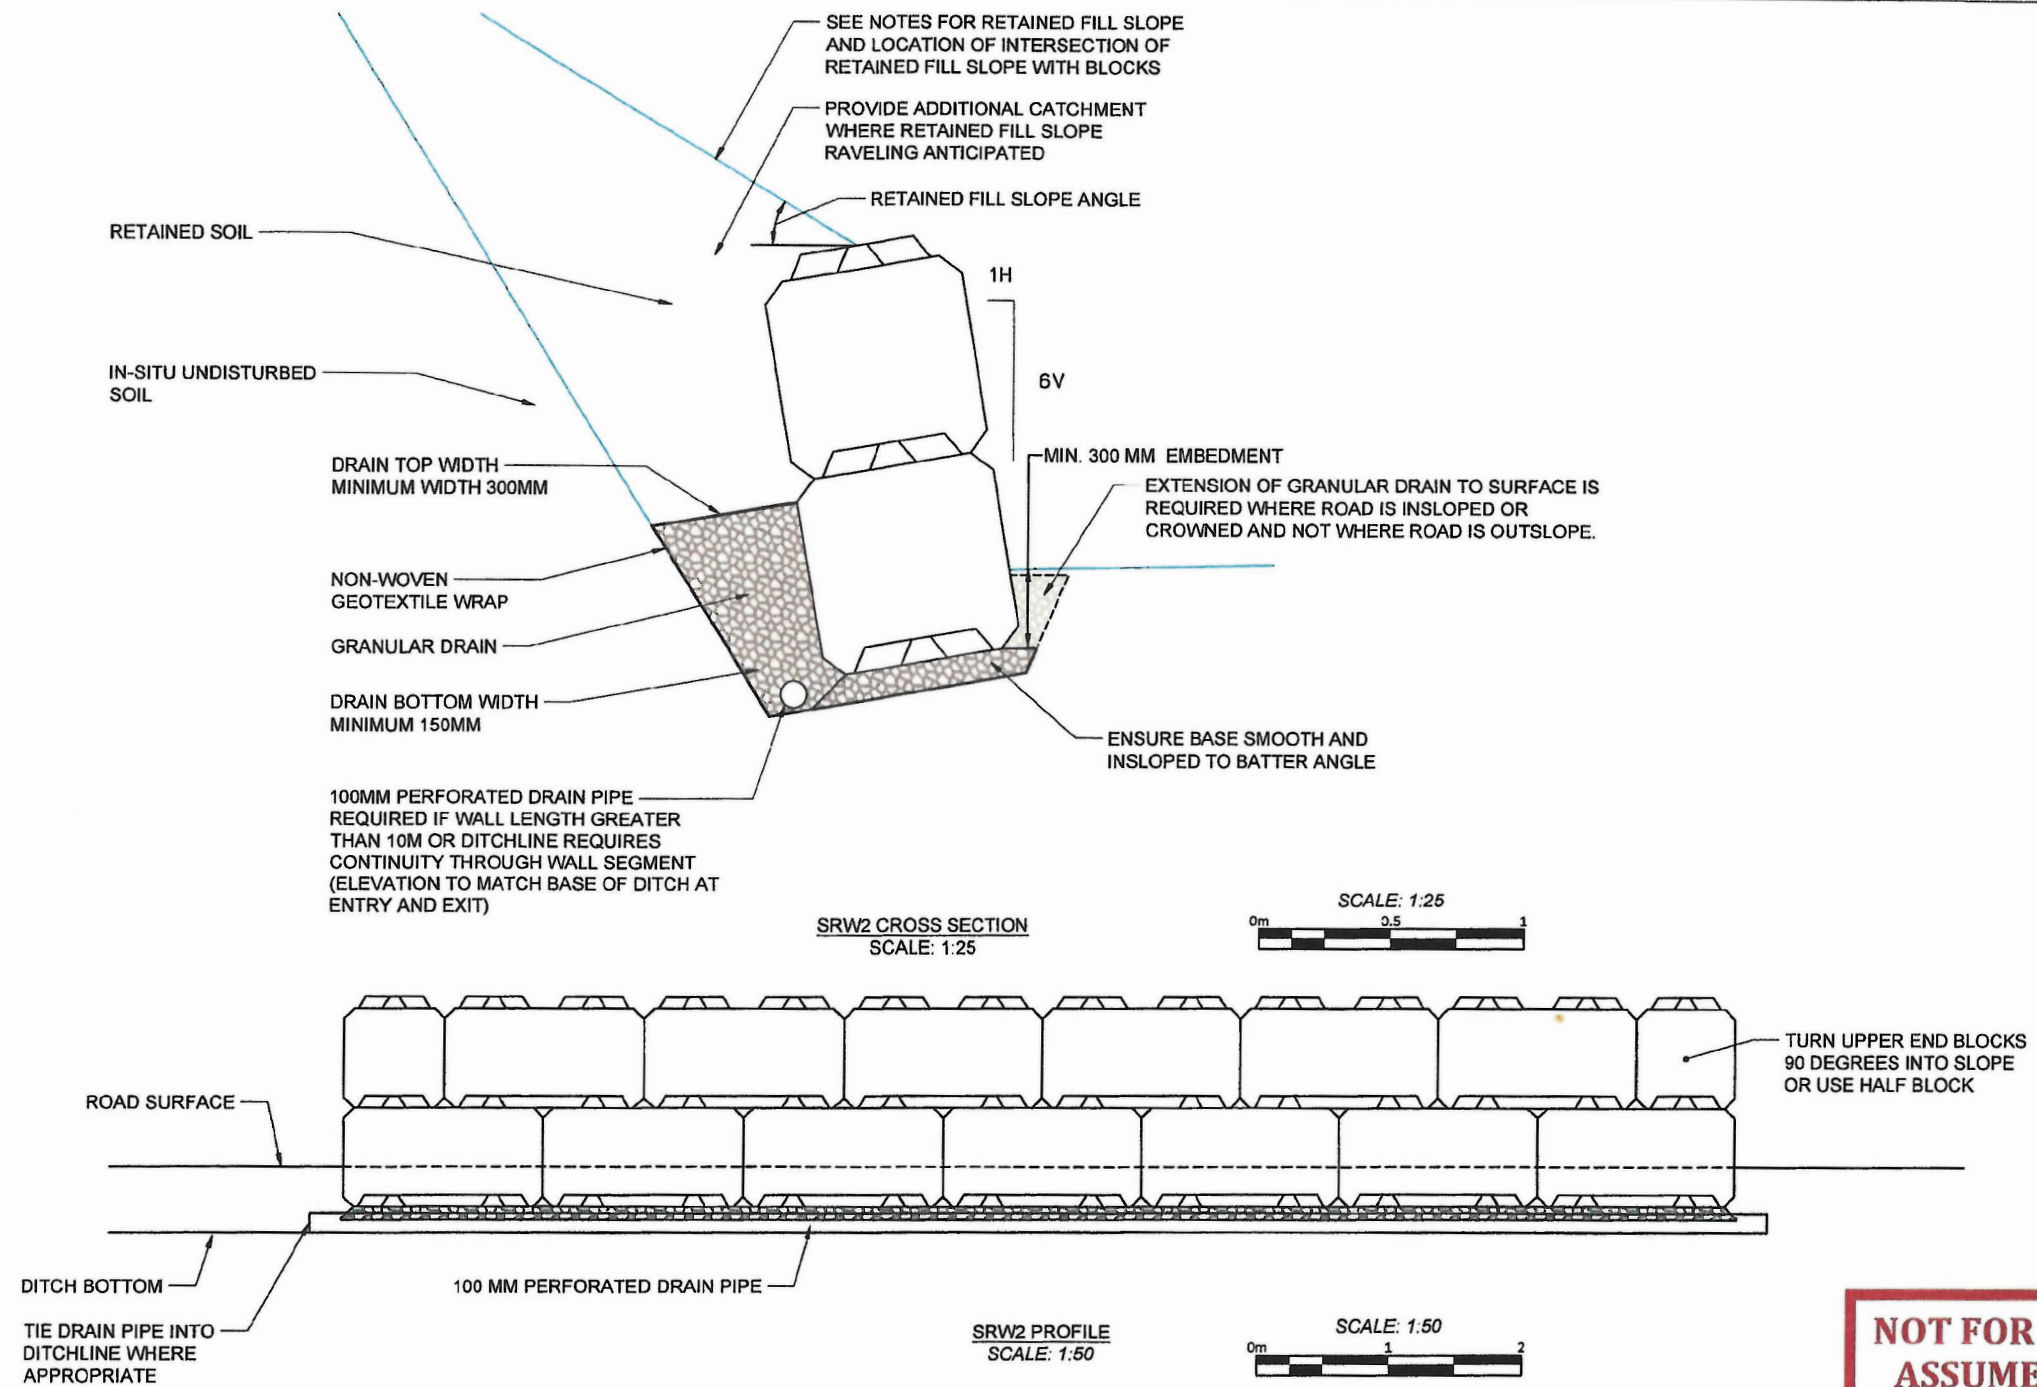 SEE NOTES FOR RETAINED FILL SLOPE
AND LOCATION OF INTERSECTION OF
RETAINED FILL SLOPE WITH BLOCKS
PROVIDE ADDITIONAL CATCHMENT
WHERE RETAINED FILL SLOPE
RAVELING ANTICIPATED
RETAINED FILL SLOPE ANGLE
RETAINED SOIL
1H
6V
IN-SITU UNDISTURBED
SOIL
DRAIN TOP WIDTH
MINIMUM WIDTH 300MM
MIN. 300 MM EMBEDMENT
EXTENSION OF GRANULAR DRAIN TO SURFACE IS
REQUIRED WHERE ROAD IS INSLOPED OR
CROWNED AND NOT WHERE ROAD IS OUTSLOPE.
NON-WOVEN
GEOTEXTILE WRAP
GRANULAR DRAIN
DRAIN BOTTOM WIDTH
MINIMUM 150MM
ENSURE BASE SMOOTH AND
INSLOPED TO BATTER ANGLE
100MM PERFORATED DRAIN PIPE
REQUIRED IF WALL LENGTH GREATER
THAN 10M OR DITCHLINE REQUIRES
CONTINUITY THROUGH WALL SEGMENT
(ELEVATION TO MATCH BASE OF DITCH AT
ENTRY AND EXIT)
SRW2 CROSS SECTION
SCALE: 1:25
SCALE: 1:25
0m 0.5 1
TURN UPPER END BLOCKS
90 DEGREES INTO SLOPE
OR USE HALF BLOCK
ROAD SURFACE
DITCH BOTTOM
100 MM PERFORATED DRAIN PIPE
TIE DRAIN PIPE INTO
DITCHLINE WHERE
APPROPRIATE
SRW2 PROFILE
SCALE: 1:50
SCALE: 1:50
0m 1 2
NOT FOR
ASSUME